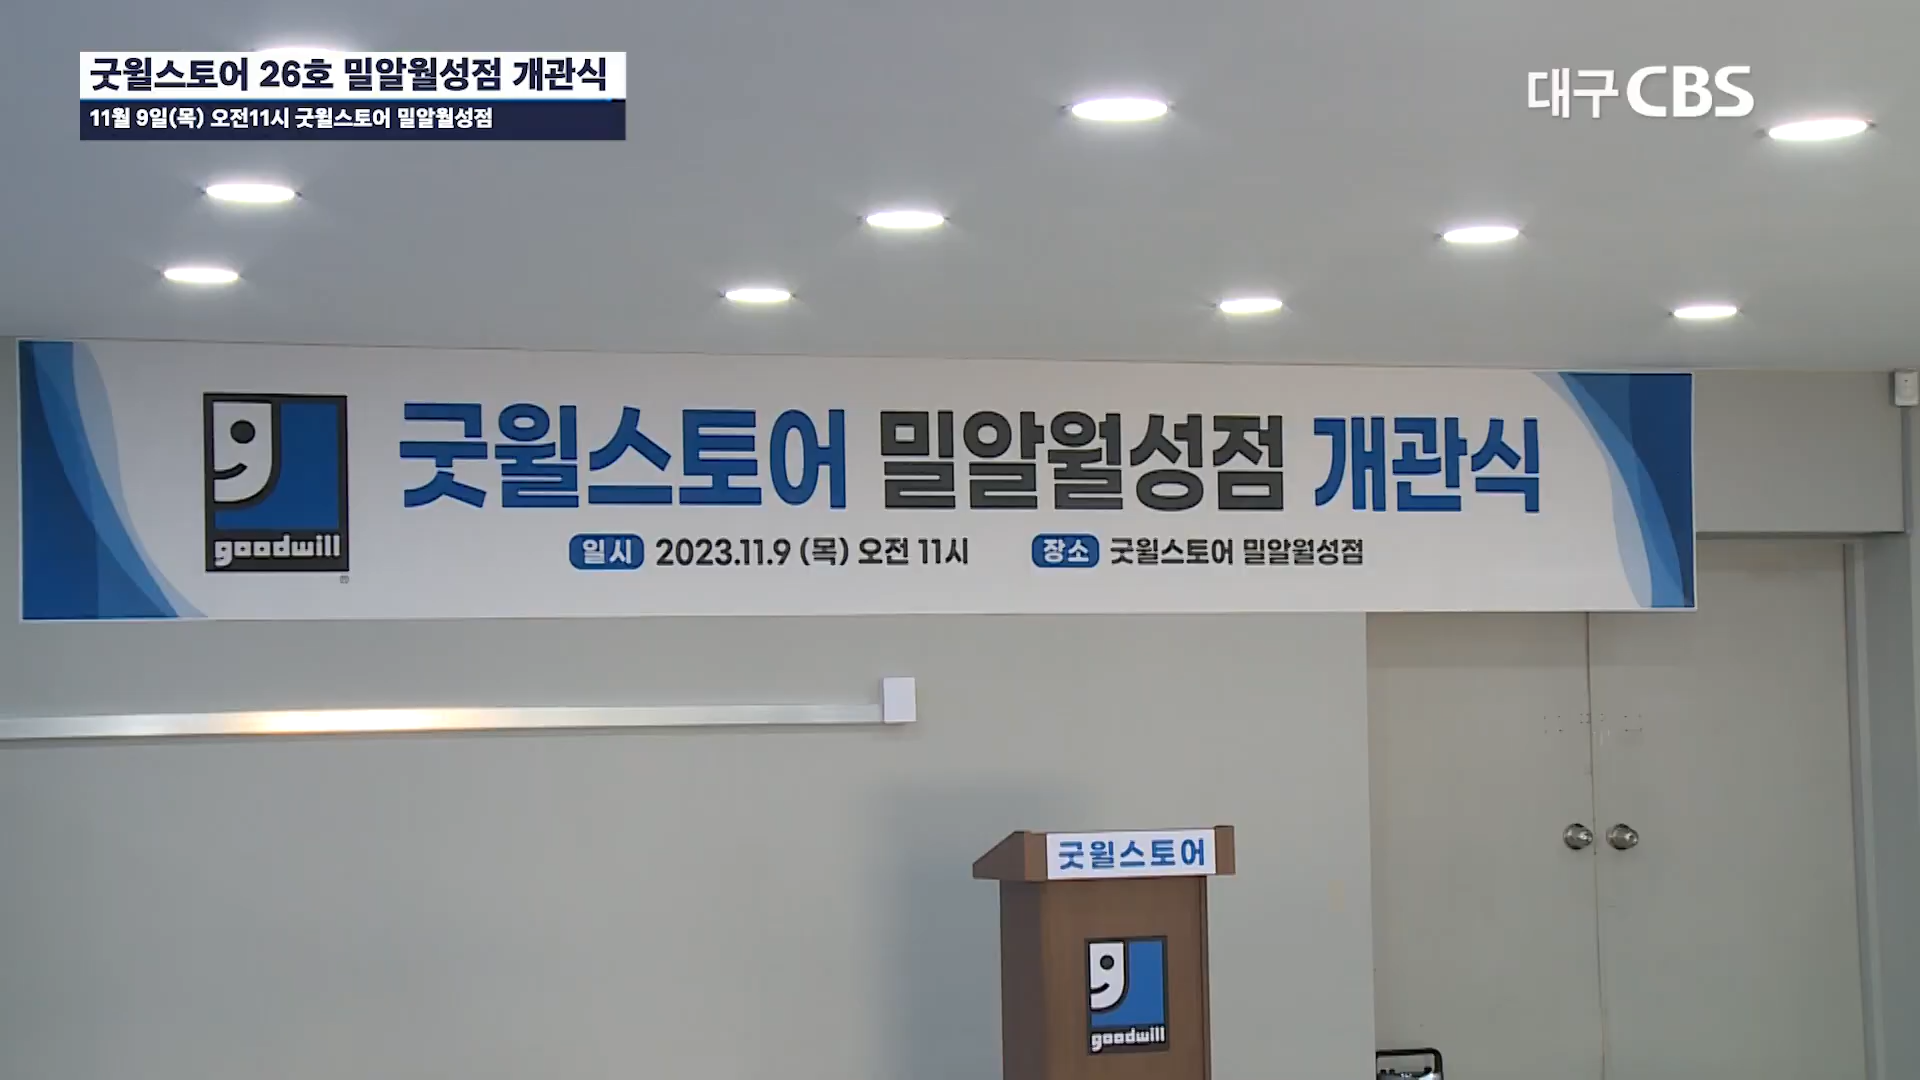 굿윌스토어 26호 밀알월성점 개관식
11월 9일(목) 오전11시 굿윌스토어 밀알월성점
대구CBS
굿윌스토어 밀알월성점 개관식
goodwill
일시 2023.11.9 (목) 오전 11시 장소 굿윌스토어 밀알월성점
굿윌스토어
goodwill